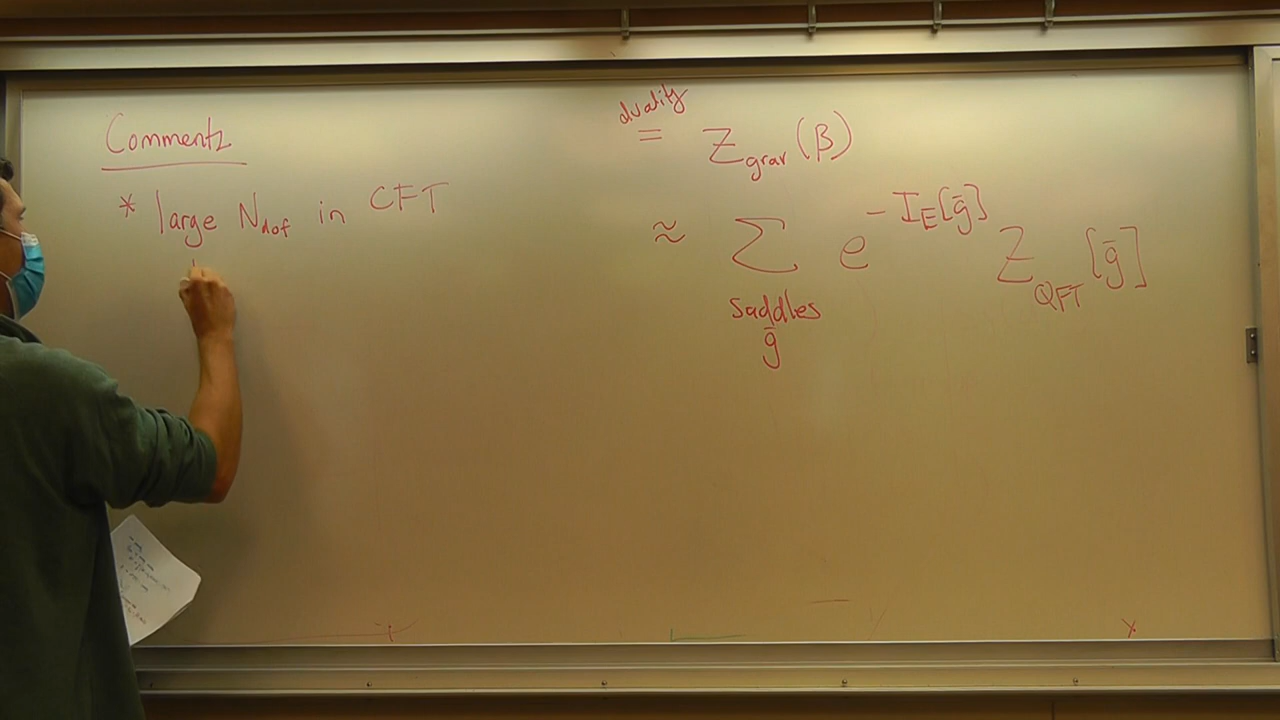 Comments
* large N_dof in CFT
duality
= Z_grav (β)
≈ Σ e^{-I_E[ḡ]} Z_QFT [ḡ]
saddles
ḡ